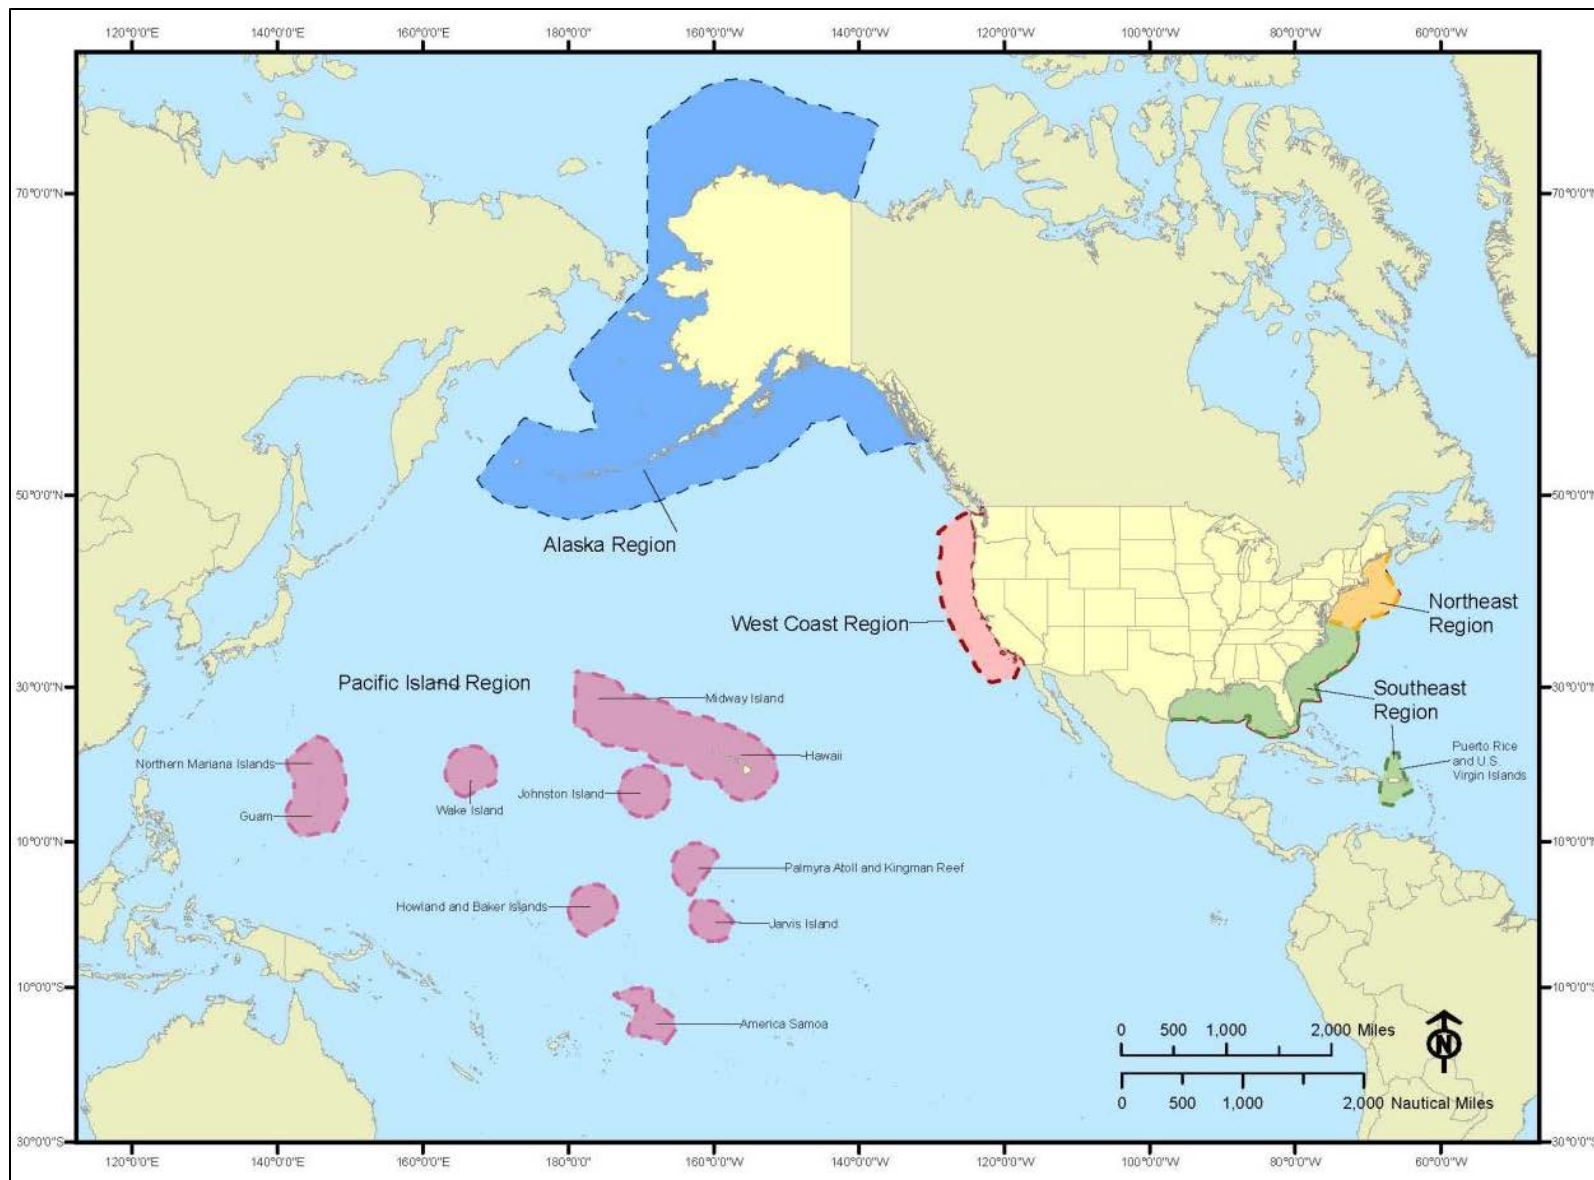 120°0'0"E 140°0'0"E 160°0'0"E 180°0'0" 160°0'0"W 140°0'0"W 120°0'0"W 100°0'0"W 80°0'0"W 60°0'0"W
70°0'0"N 70°0'0"N
50°0'0"N 50°0'0"N
Alaska Region
Northeast
Region
West Coast Region
Pacific Island Region
30°0'0"N 30°0'0"N
Southeast
Region
Midway Island
Hawaii
Puerto Rice
and U.S.
Virgin Islands
Northern Mariana Islands
Johnston Island
Wake Island
Guam
10°0'0"N 10°0'0"N
Palmyra Atoll and Kingman Reef
Howland and Baker Islands
Jarvis Island
10°0'0"S 10°0'0"S
America Samoa
0 500 1,000 2,000 Miles
N
0 500 1,000 2,000 Nautical Miles
30°0'0"S 30°0'0"S
120°0'0"E 140°0'0"E 160°0'0"E 180°0'0" 160°0'0"W 140°0'0"W 120°0'0"W 100°0'0"W 80°0'0"W 60°0'0"W